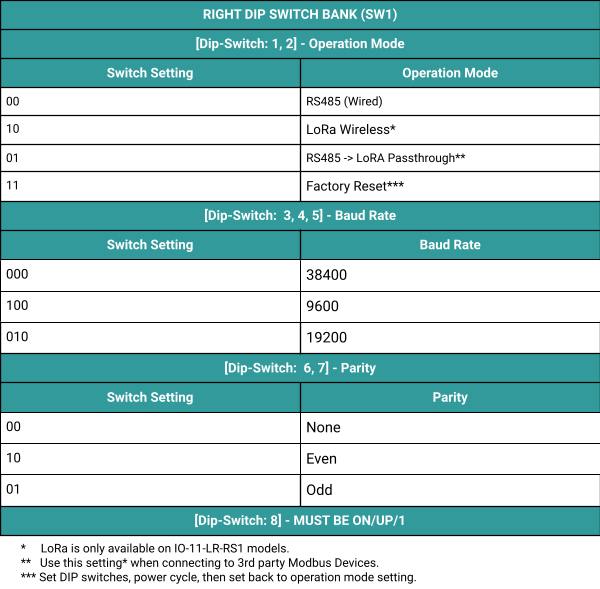 RIGHT DIP SWITCH BANK (SW1)
[Dip-Switch: 1, 2] - Operation Mode
Switch Setting Operation Mode
00 RS485 (Wired)
10 LoRa Wireless*
01 RS485 -> LoRA Passthrough**
11 Factory Reset***
[Dip-Switch: 3, 4, 5] - Baud Rate
Switch Setting Baud Rate
000 38400
100 9600
010 19200
[Dip-Switch: 6, 7] - Parity
Switch Setting Parity
00 None
10 Even
01 Odd
[Dip-Switch: 8] - MUST BE ON/UP/1
* LoRa is only available on IO-11-LR-RS1 models.
** Use this setting* when connecting to 3rd party Modbus Devices.
*** Set DIP switches, power cycle, then set back to operation mode setting.